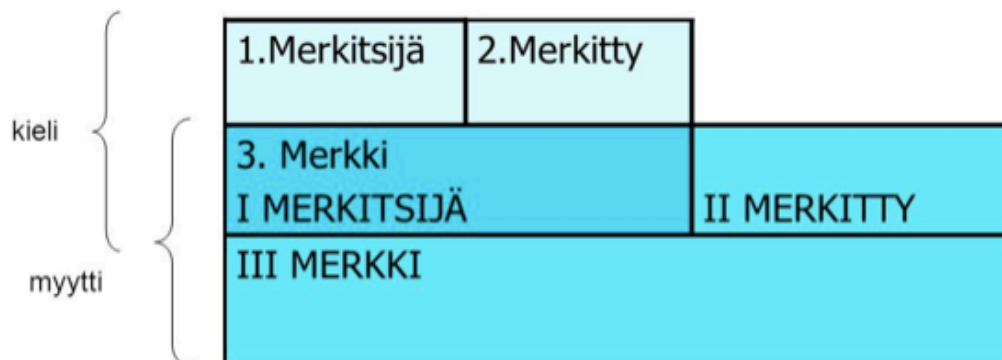 1.Merkitsijä
2.Merkitty
kieli
3. Merkki
I MERKITSIJÄ
II MERKITTY
myytti
III MERKKI